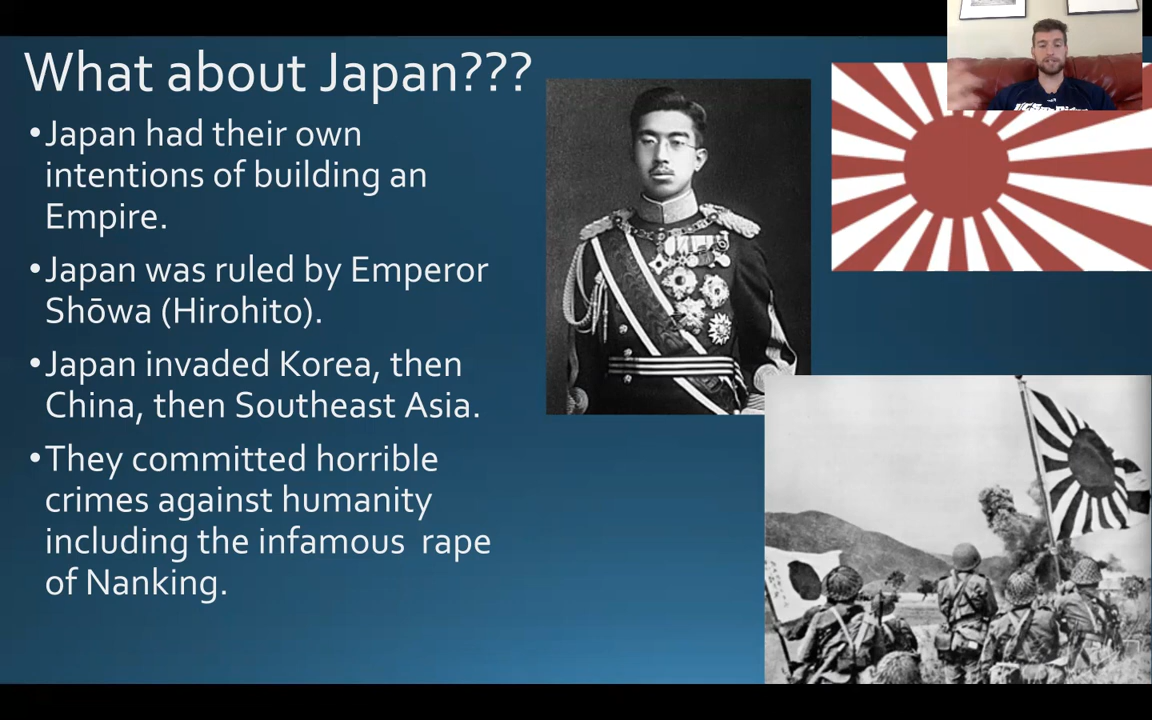 What about Japan???
•Japan had their own
intentions of building an
Empire.
•Japan was ruled by Emperor
Shōwa (Hirohito).
•Japan invaded Korea, then
China, then Southeast Asia.
•They committed horrible
crimes against humanity
including the infamous  rape
of Nanking.